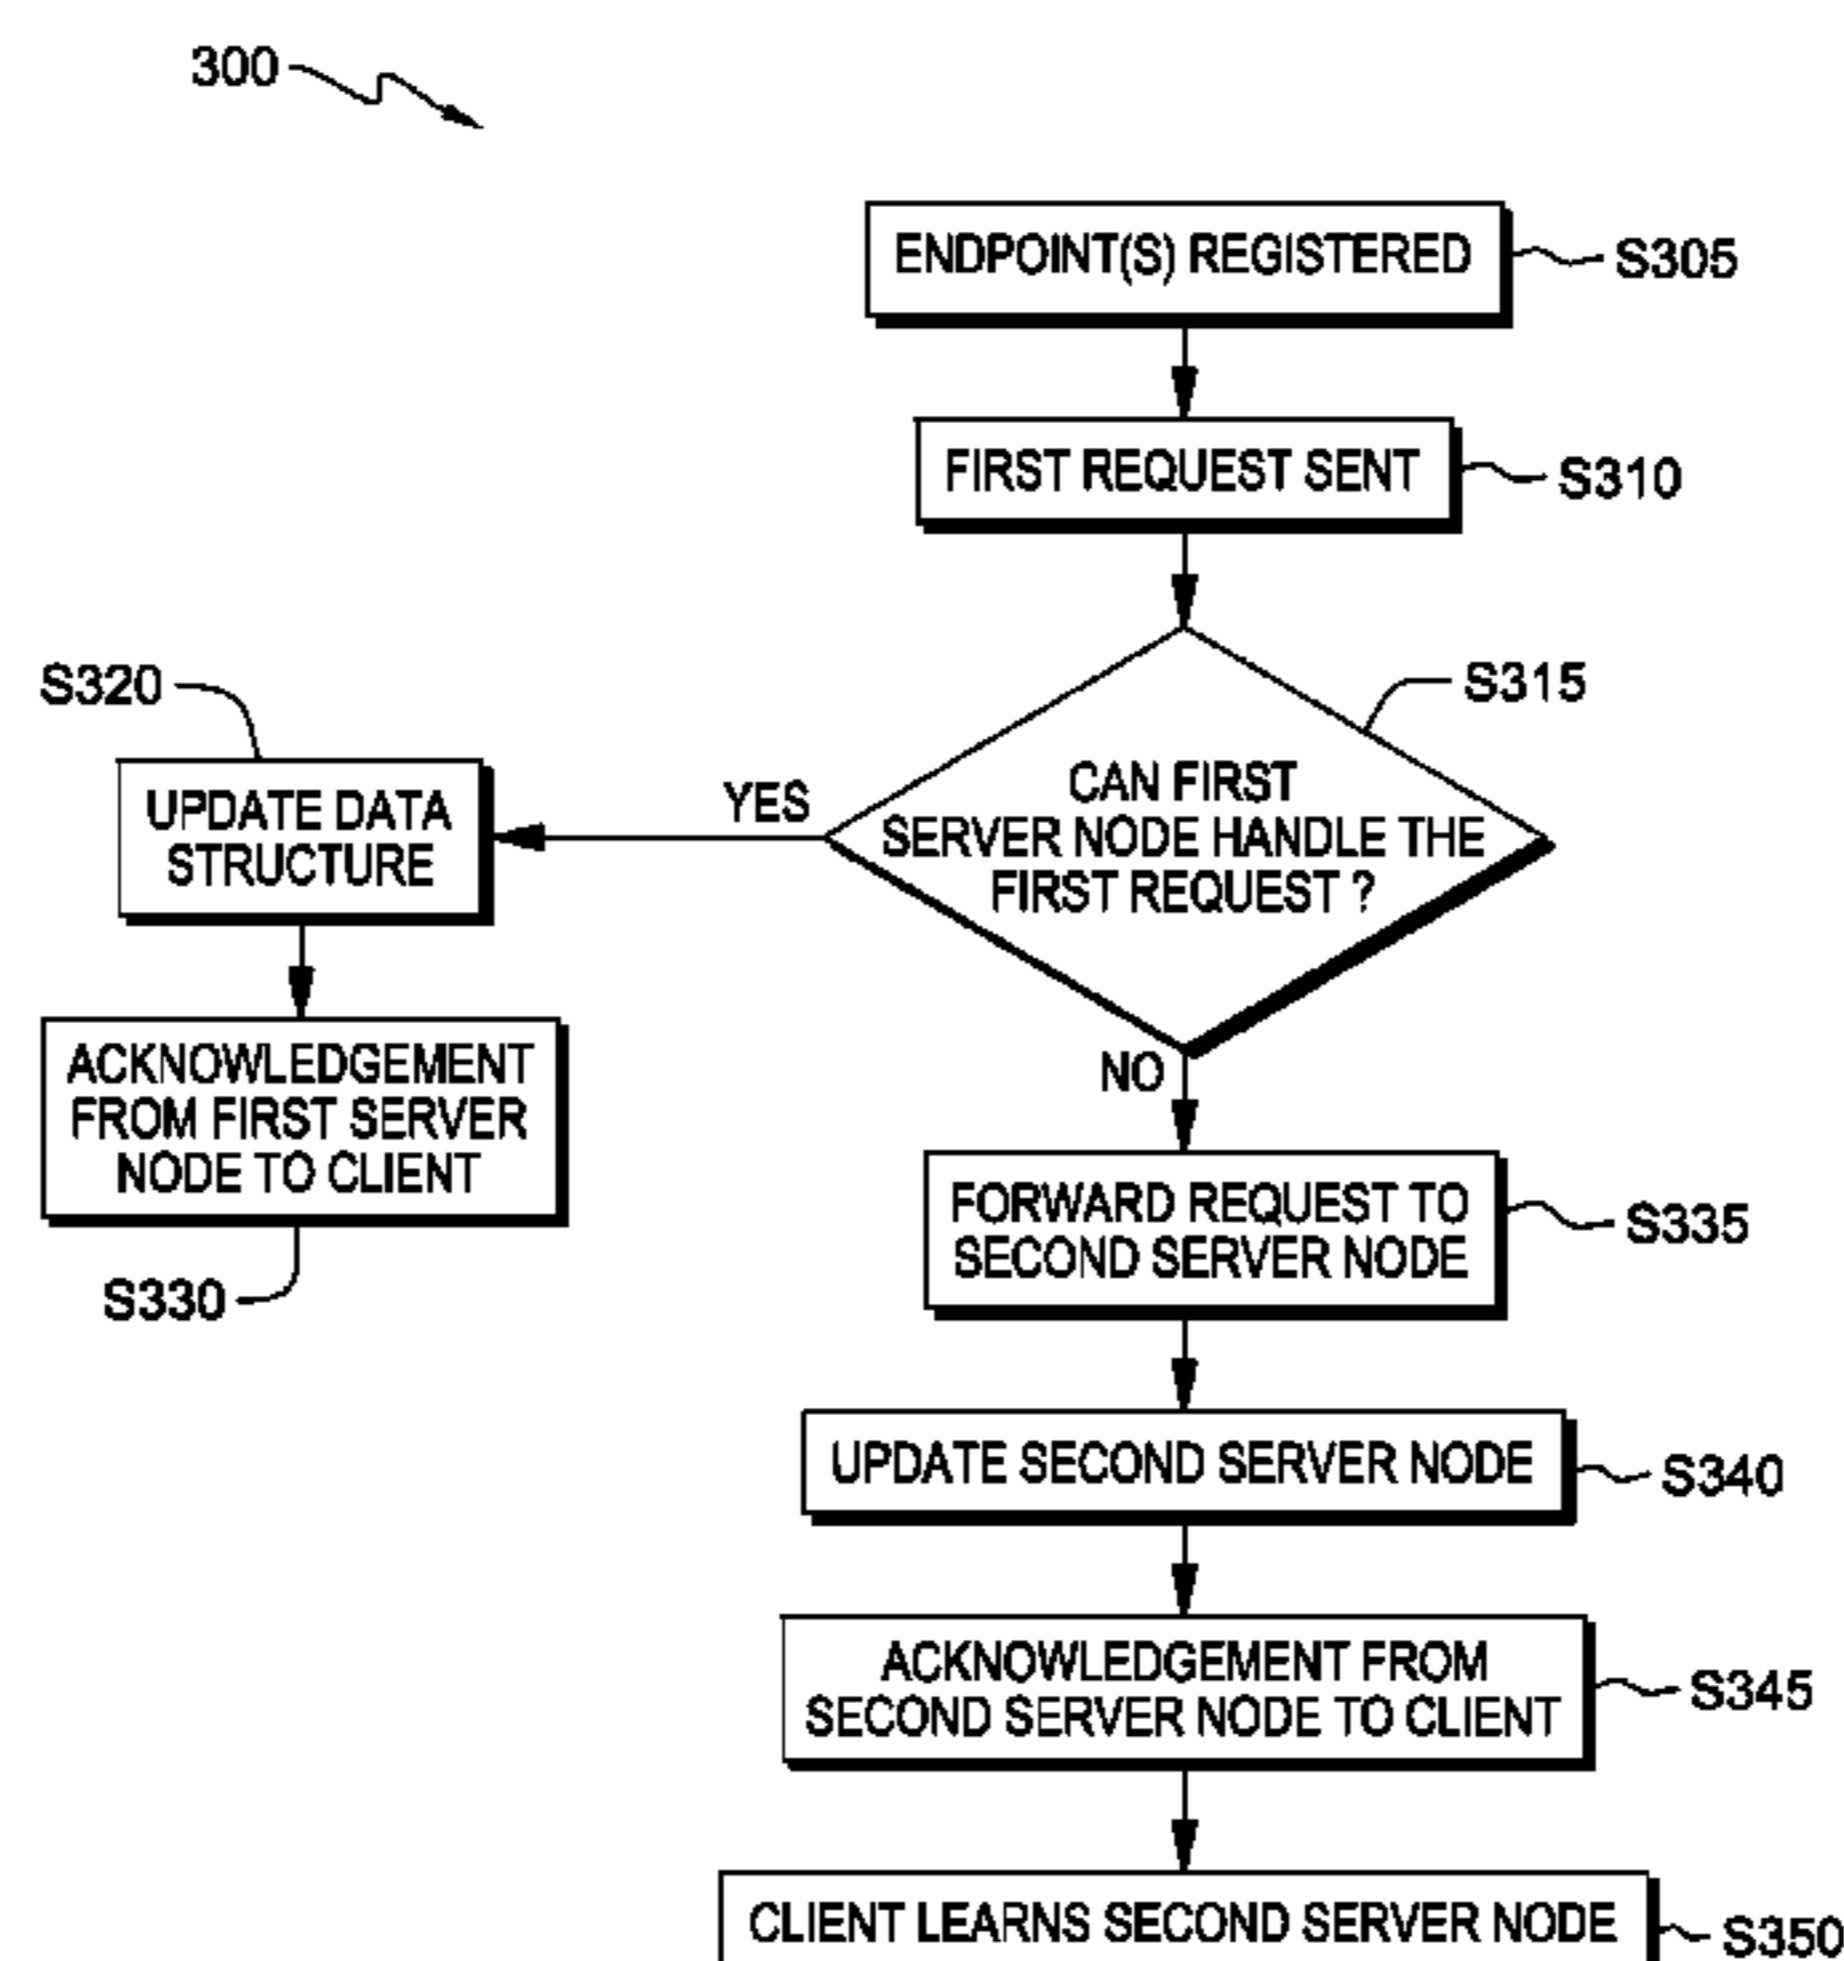 300
ENDPOINT(S) REGISTERED
S305
FIRST REQUEST SENT
S310
S315
CAN FIRST
SERVER NODE HANDLE THE
FIRST REQUEST ?
YES
S320
UPDATE DATA
STRUCTURE
ACKNOWLEDGEMENT
FROM FIRST SERVER
NODE TO CLIENT
S330
NO
FORWARD REQUEST TO
SECOND SERVER NODE
S335
UPDATE SECOND SERVER NODE
S340
ACKNOWLEDGEMENT FROM
SECOND SERVER NODE TO CLIENT
S345
CLIENT LEARNS SECOND SERVER NODE
S350